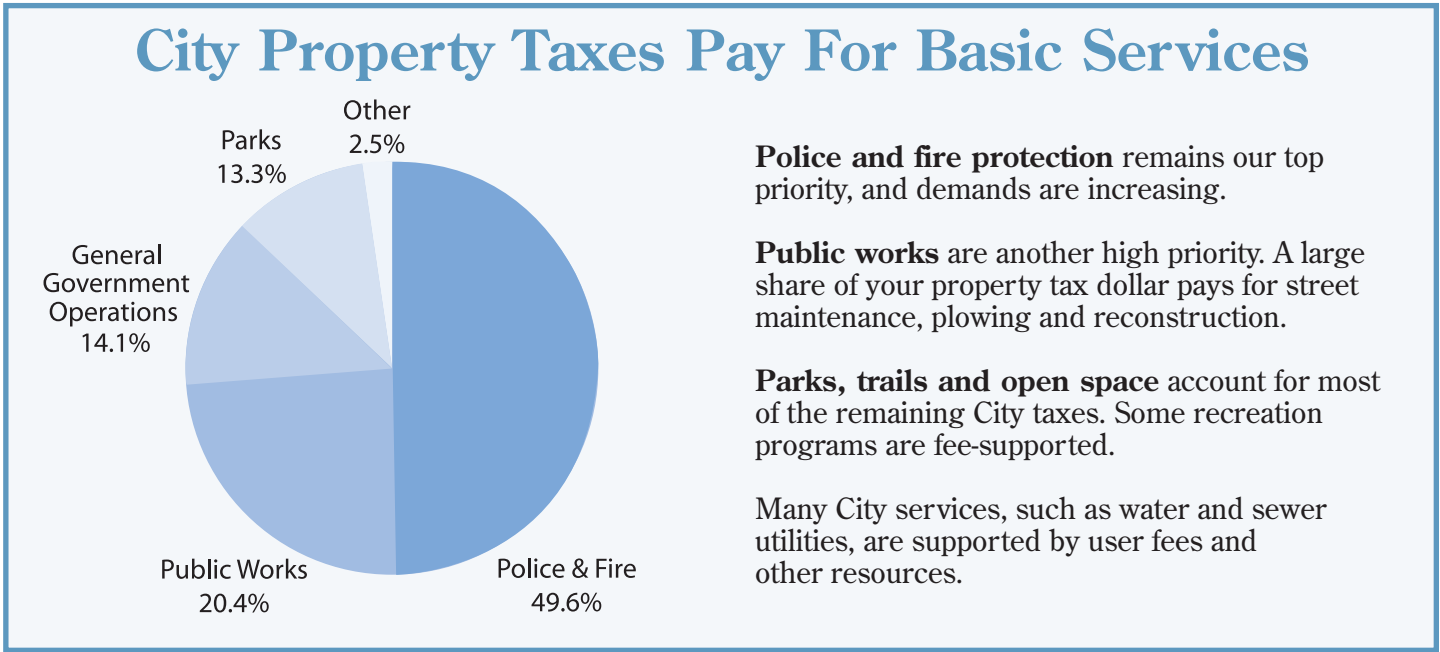 City Property Taxes Pay For Basic Services
Other
2.5%
Parks
13.3%
General
Government
Operations
14.1%
Public Works
20.4%
Police & Fire
49.6%
Police and fire protection remains our top
priority, and demands are increasing.
Public works are another high priority. A large
share of your property tax dollar pays for street
maintenance, plowing and reconstruction.
Parks, trails and open space account for most
of the remaining City taxes. Some recreation
programs are fee-supported.
Many City services, such as water and sewer
utilities, are supported by user fees and
other resources.